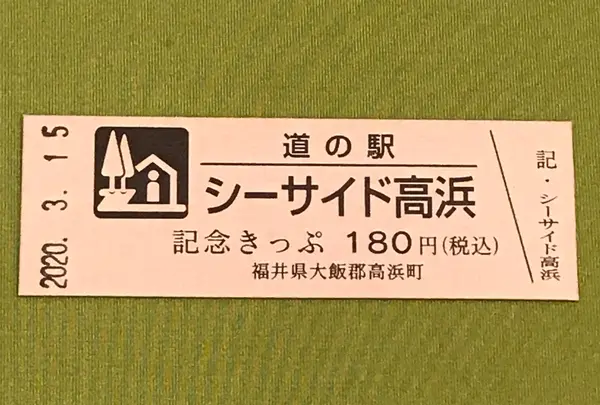 2020. 3. 15
道の駅
シーサイド高浜
記念きっぷ 180円(税込)
福井県大飯郡高浜町
記・シーサイド高浜